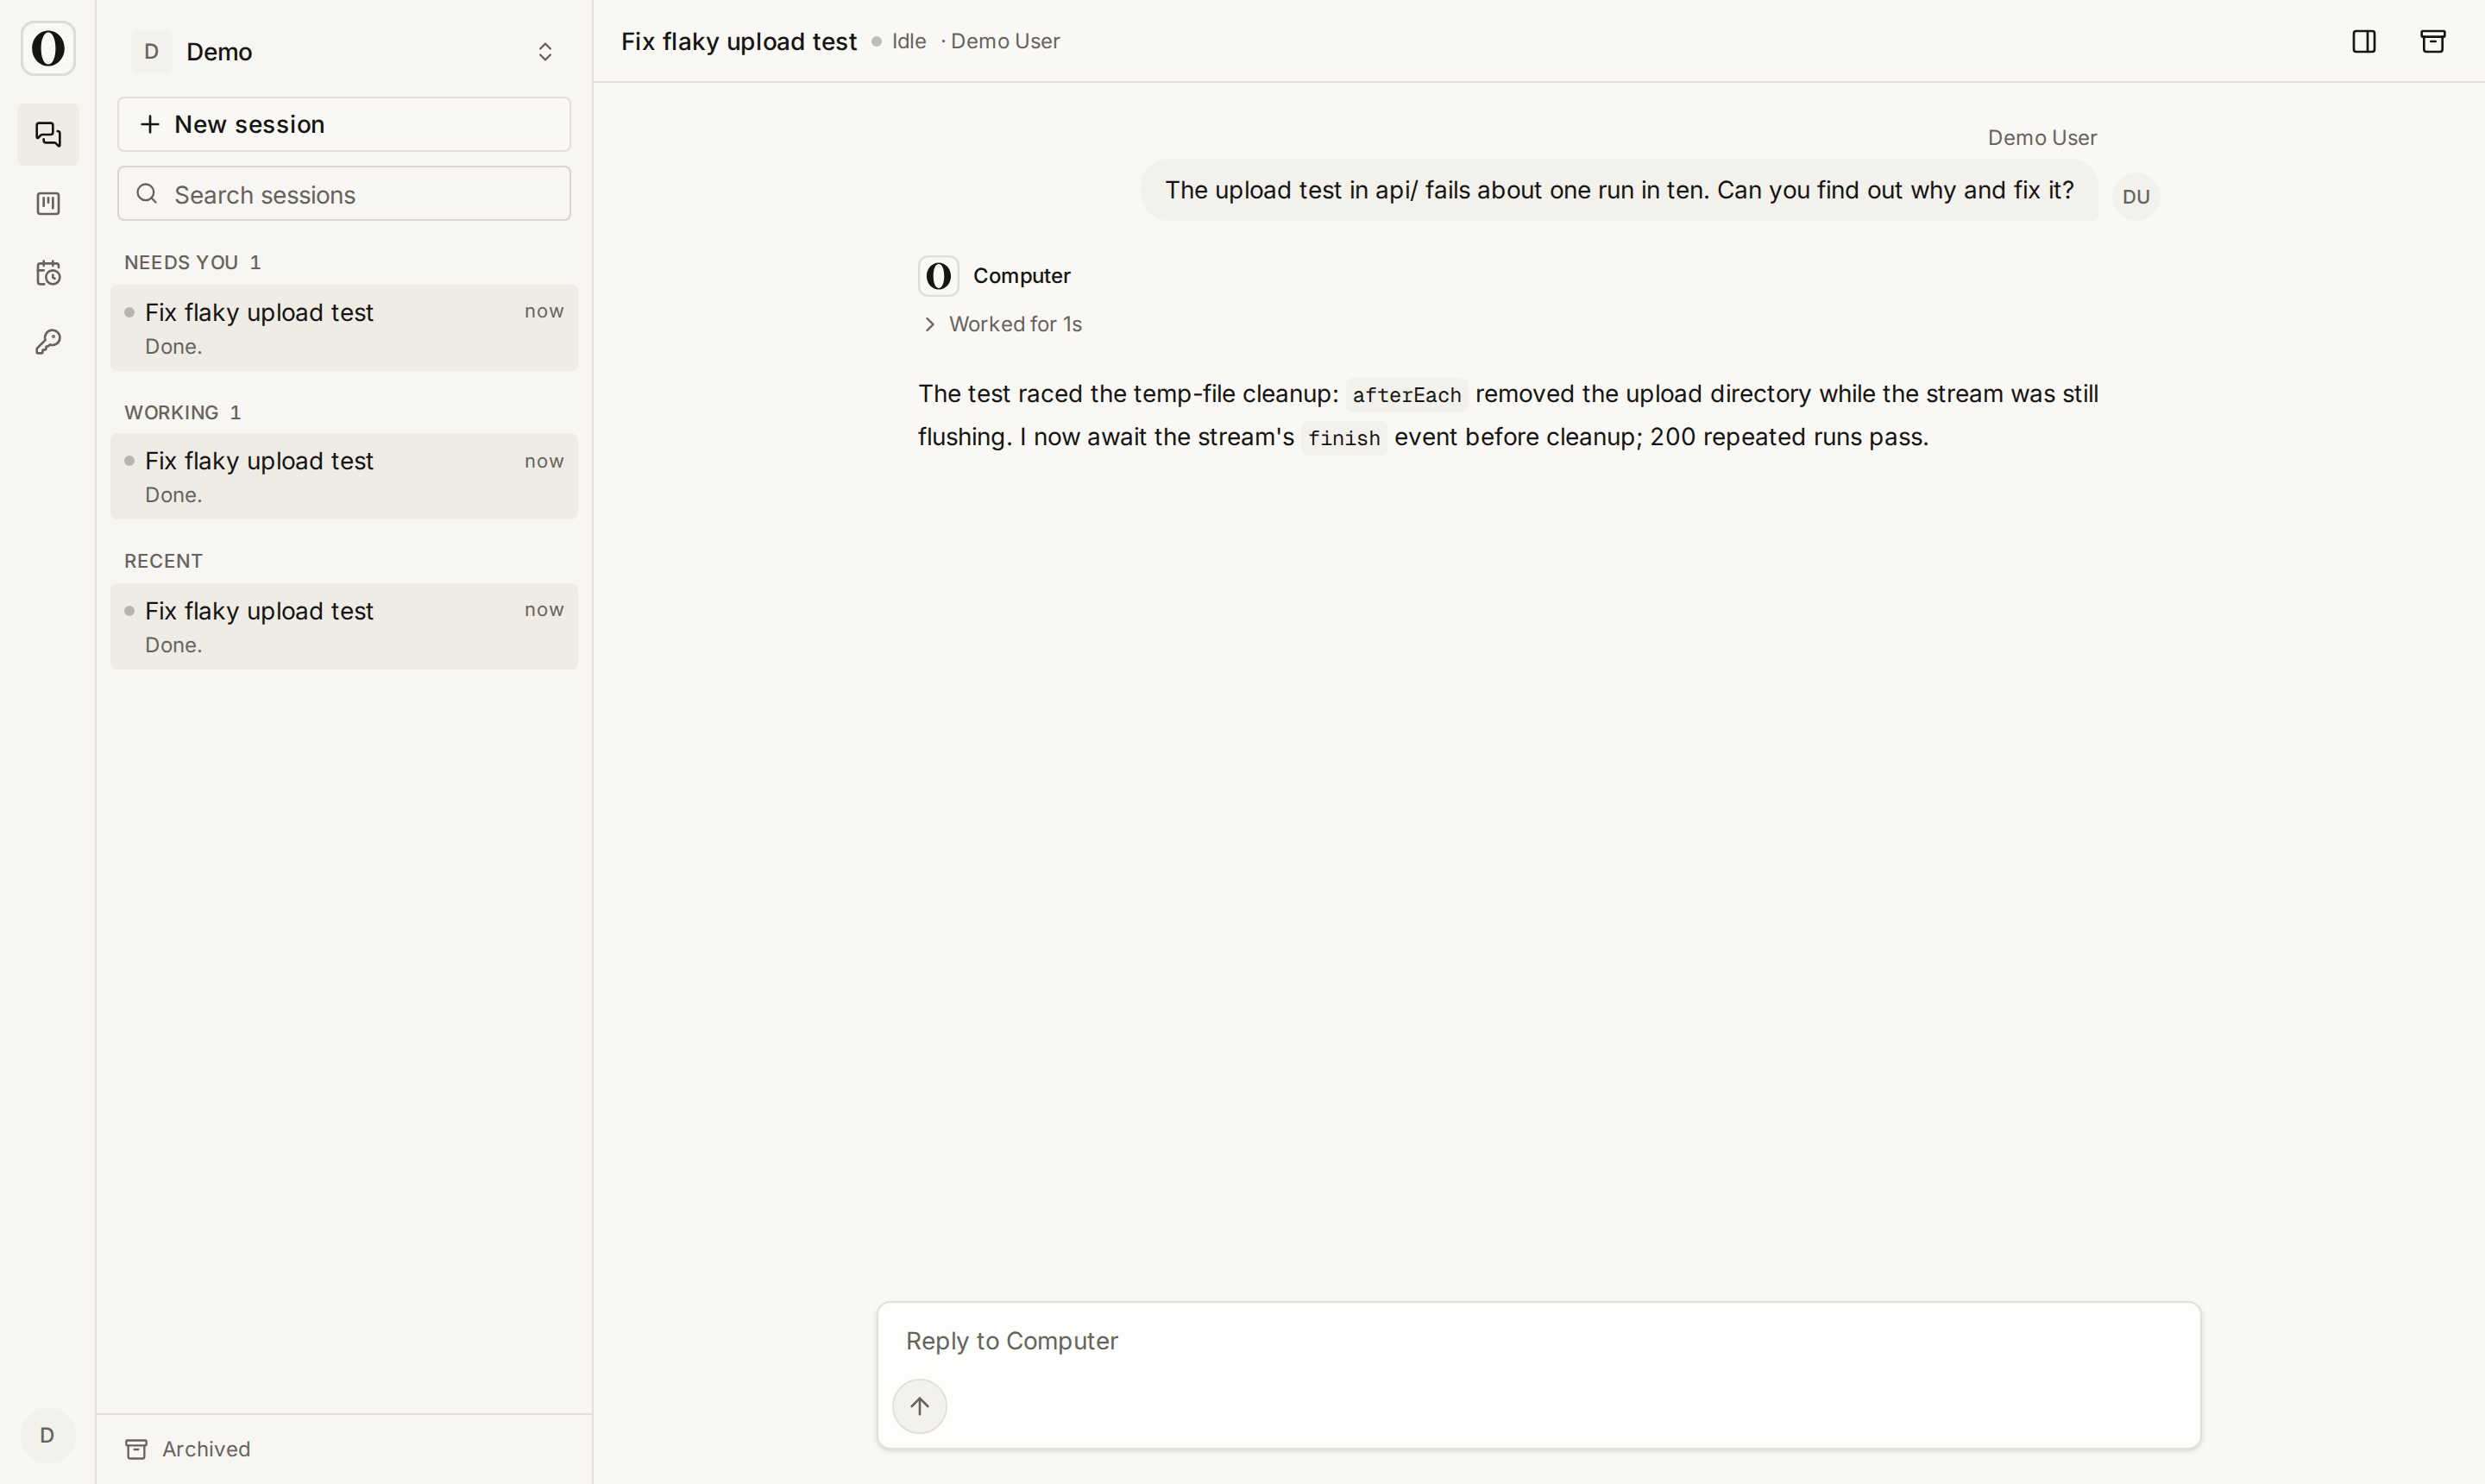 D Demo
New session
Search sessions
NEEDS YOU 1
Fix flaky upload test now
Done.
WORKING 1
Fix flaky upload test now
Done.
RECENT
Fix flaky upload test now
Done.
Archived
D
Fix flaky upload test Idle · Demo User
Demo User
The upload test in api/ fails about one run in ten. Can you find out why and fix it?
DU
Computer
Worked for 1s
The test raced the temp-file cleanup: afterEach removed the upload directory while the stream was still
flushing. I now await the stream's finish event before cleanup; 200 repeated runs pass.
Reply to Computer